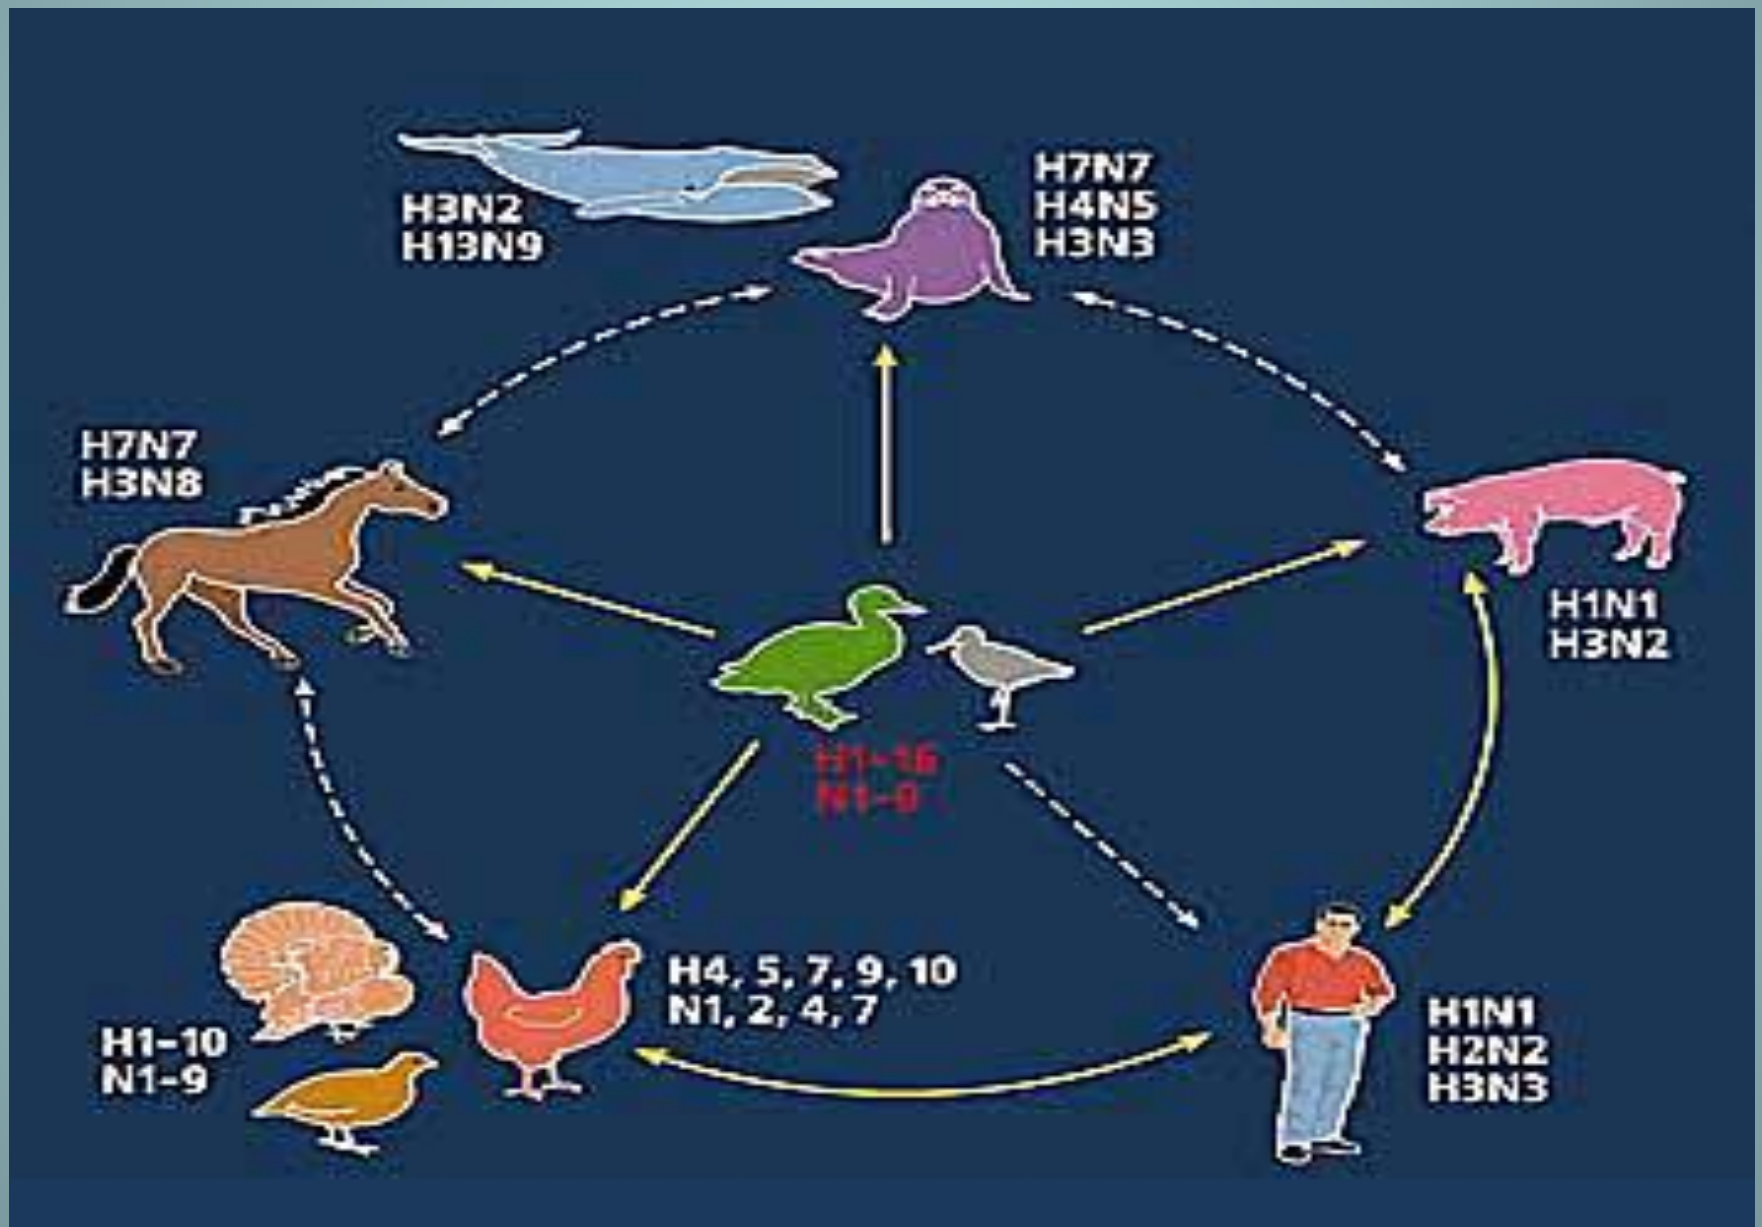 H3N2
H13N9
H7N7
H4N5
H3N3
H7N7
H3N8
H1N1
H3N2
H1-16
H4, 5, 7, 9, 10
N1, 2, 4, 7
H1-10
N1-9
H1N1
H2N2
H3N3